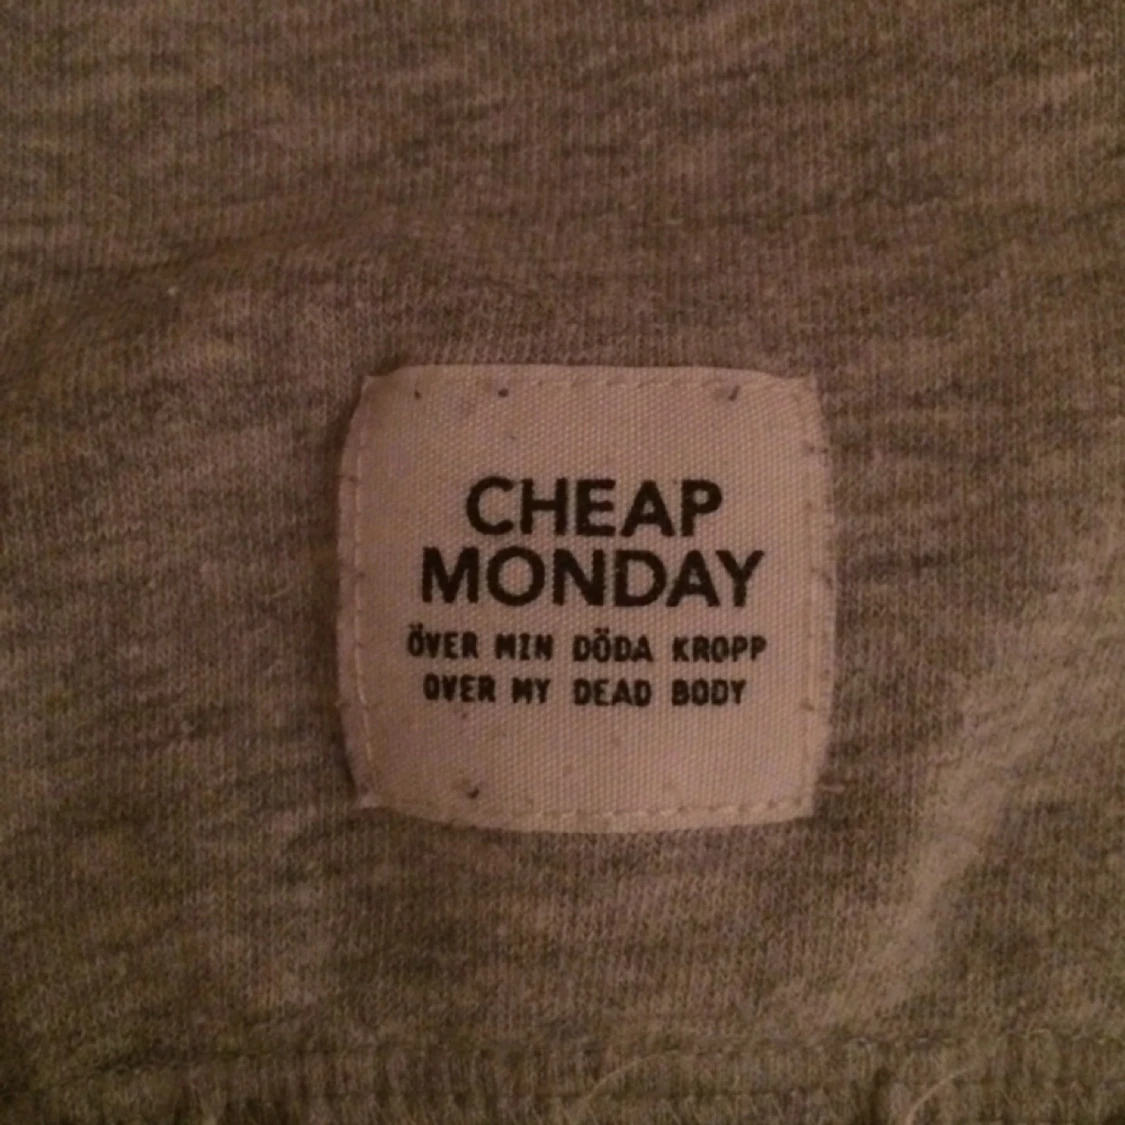 CHEAP
MONDAY
ÖVER MIN DÖDA KROPP
OVER MY DEAD BODY